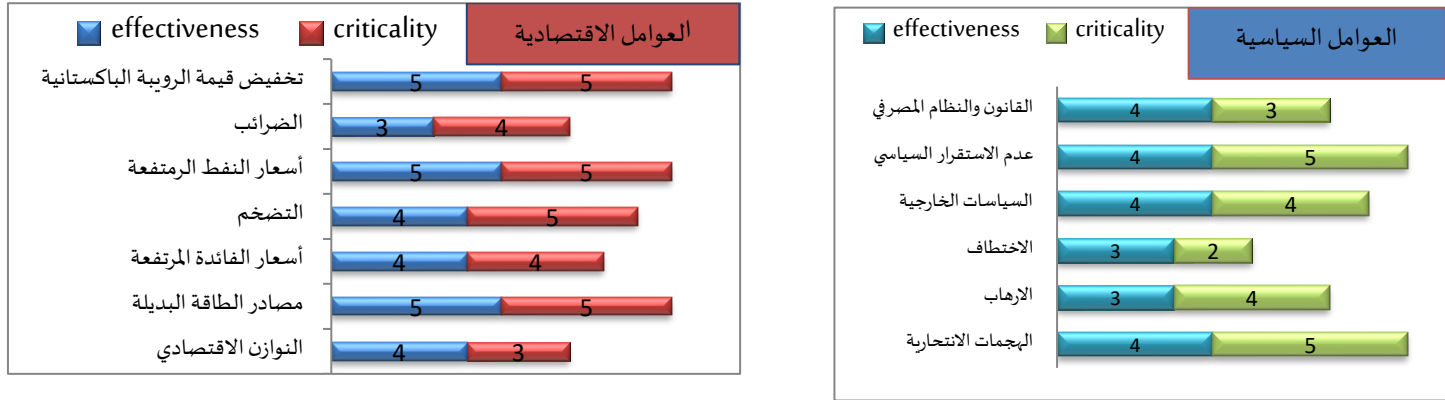 effectiveness criticality العوامل الاقتصادية
تخفيض قيمة الروبية الباكستانية 5 5
الضرائب 3 4
أسعار النفط الرمتفعة 5 5
التضخم 4 5
أسعار الفائدة المرتفعة 4 4
مصادر الطاقة البديلة 5 5
النوازن الاقتصادي 4 3
effectiveness criticality العوامل السياسية
القانون والنظام المصرفي 4 3
عدم الاستقرار السياسي 4 5
السياسات الخارجية 4 4
الاختطاف 3 2
الارهاب 3 4
الهجمات الانتحارية 4 5